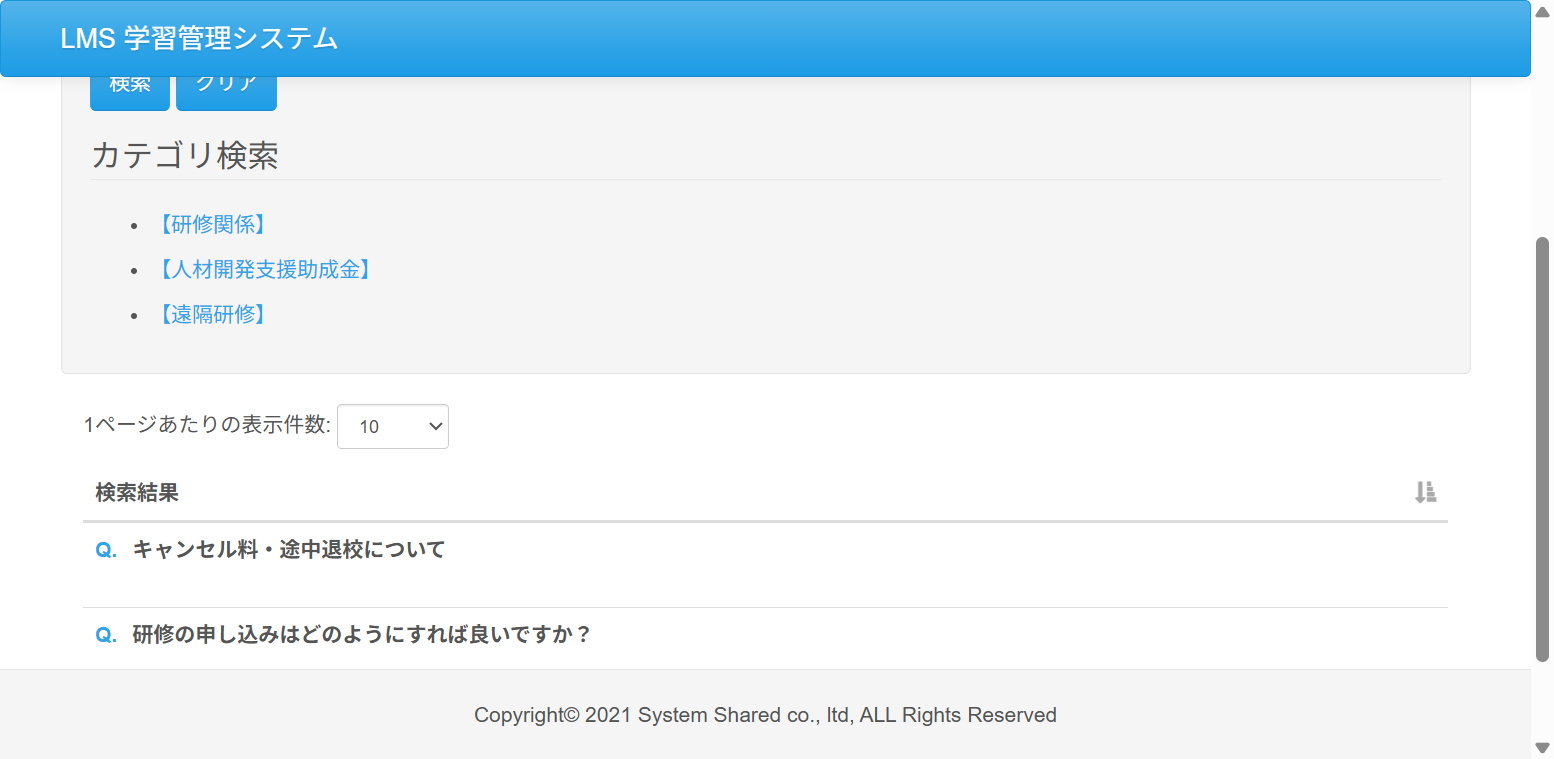 LMS 学習管理システム
検索 クリア
カテゴリ検索
【研修関係】
【人材開発支援助成金】
【遠隔研修】
1ページあたりの表示件数: 10
検索結果
Q. キャンセル料・途中退校について
Q. 研修の申し込みはどのようにすれば良いですか？
Copyright© 2021 System Shared co., ltd, ALL Rights Reserved